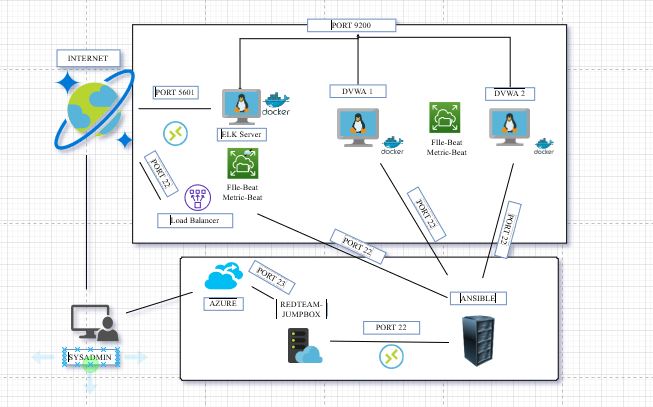 PORT 9200
INTERNET
PORT 5601
DVWA 1
DVWA 2
docker
ELK Server
docker
docker
FIle-Beat
Metric-Beat
FIle-Beat
Metric-Beat
PORT 22
Load Balancer
PORT 22
PORT 22
PORT 22
PORT 23
AZURE
REDTEAM-
JUMPBOX
ANSIBLE
PORT 22
SYSADMIN